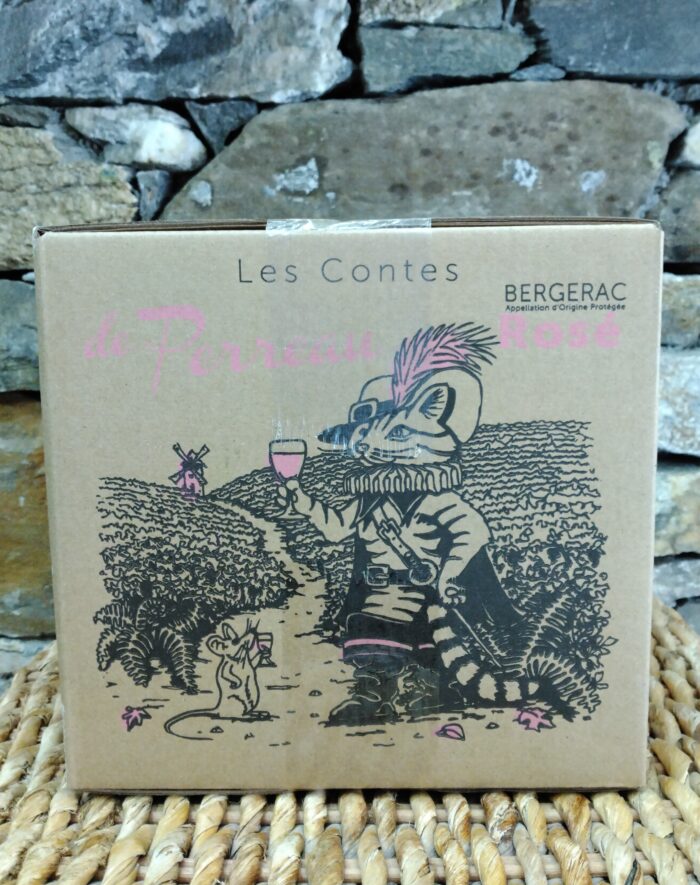 Les Contes
de Perreau
BERGERAC
Appellation d'Origine Protégée
Rosé